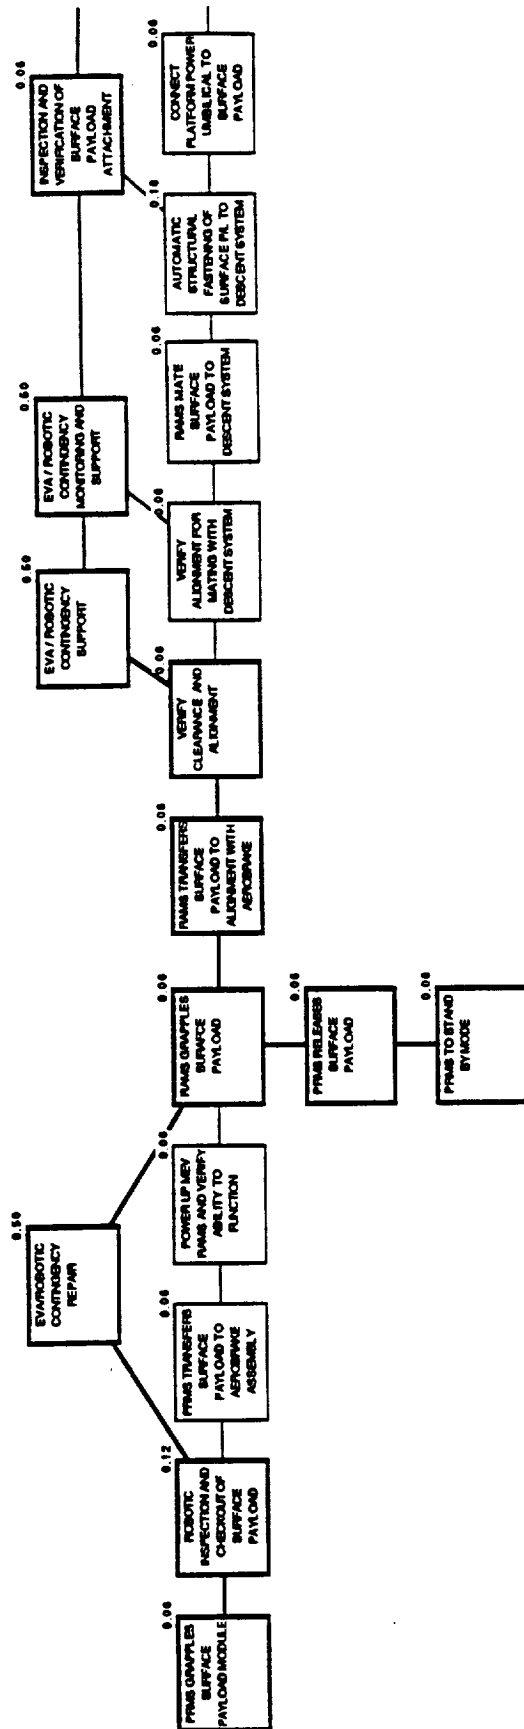 0.06
PRMS GRAPPLES
SURFACE
PAYLOAD MODULE
0.12
ROBOTIC
INSPECTION AND
CHECKOUT OF
SURFACE
PAYLOAD
0.50
EVA/ROBOTIC
CONTINGENCY
REPAIR
0.06
PRMS TRANSFERS
SURFACE
PAYLOAD TO
AEROBRAKE
ASSEMBLY
0.06
POWER UP MEV
RAMS AND VERIFY
ABILITY TO
FUNCTION
0.06
RAMS GRAPPLES
SURAFCE
PAYLOAD
0.06
PRMS RELEASES
SURFACE
PAYLOAD
0.06
PRMS TO STAND
BY MODE
0.06
RAMS TRANSFERS
SURFACE
PAYLOAD TO
ALIGNMENT WITH
AEROBRAKE
0.06
VERIFY
CLEARANCE AND
ALIGNMENT
0.50
EVA / ROBOTIC
CONTINGENCY
SUPPORT
0.06
VERIFY
ALIGNMENT FOR
MATING WITH
DESCENT SYSTEM
0.50
EVA / ROBOTIC
CONTINGENCY
MONITORING AND
SUPPORT
0.06
RAMS MATE
SURFACE
PAYLOAD TO
DESCENT SYSTEM
AUTOMATIC
STRUCTURAL
FASTENING OF
SURFACE P/L TO
DESCENT SYSTEM
0.06
INSPECTION AND
VERIFICATION OF
SURFACE
PAYLOAD
ATTACHMENT
0.06
CONNECT
PLATFORM POWER
UMBILICAL TO
SURFACE
PAYLOAD